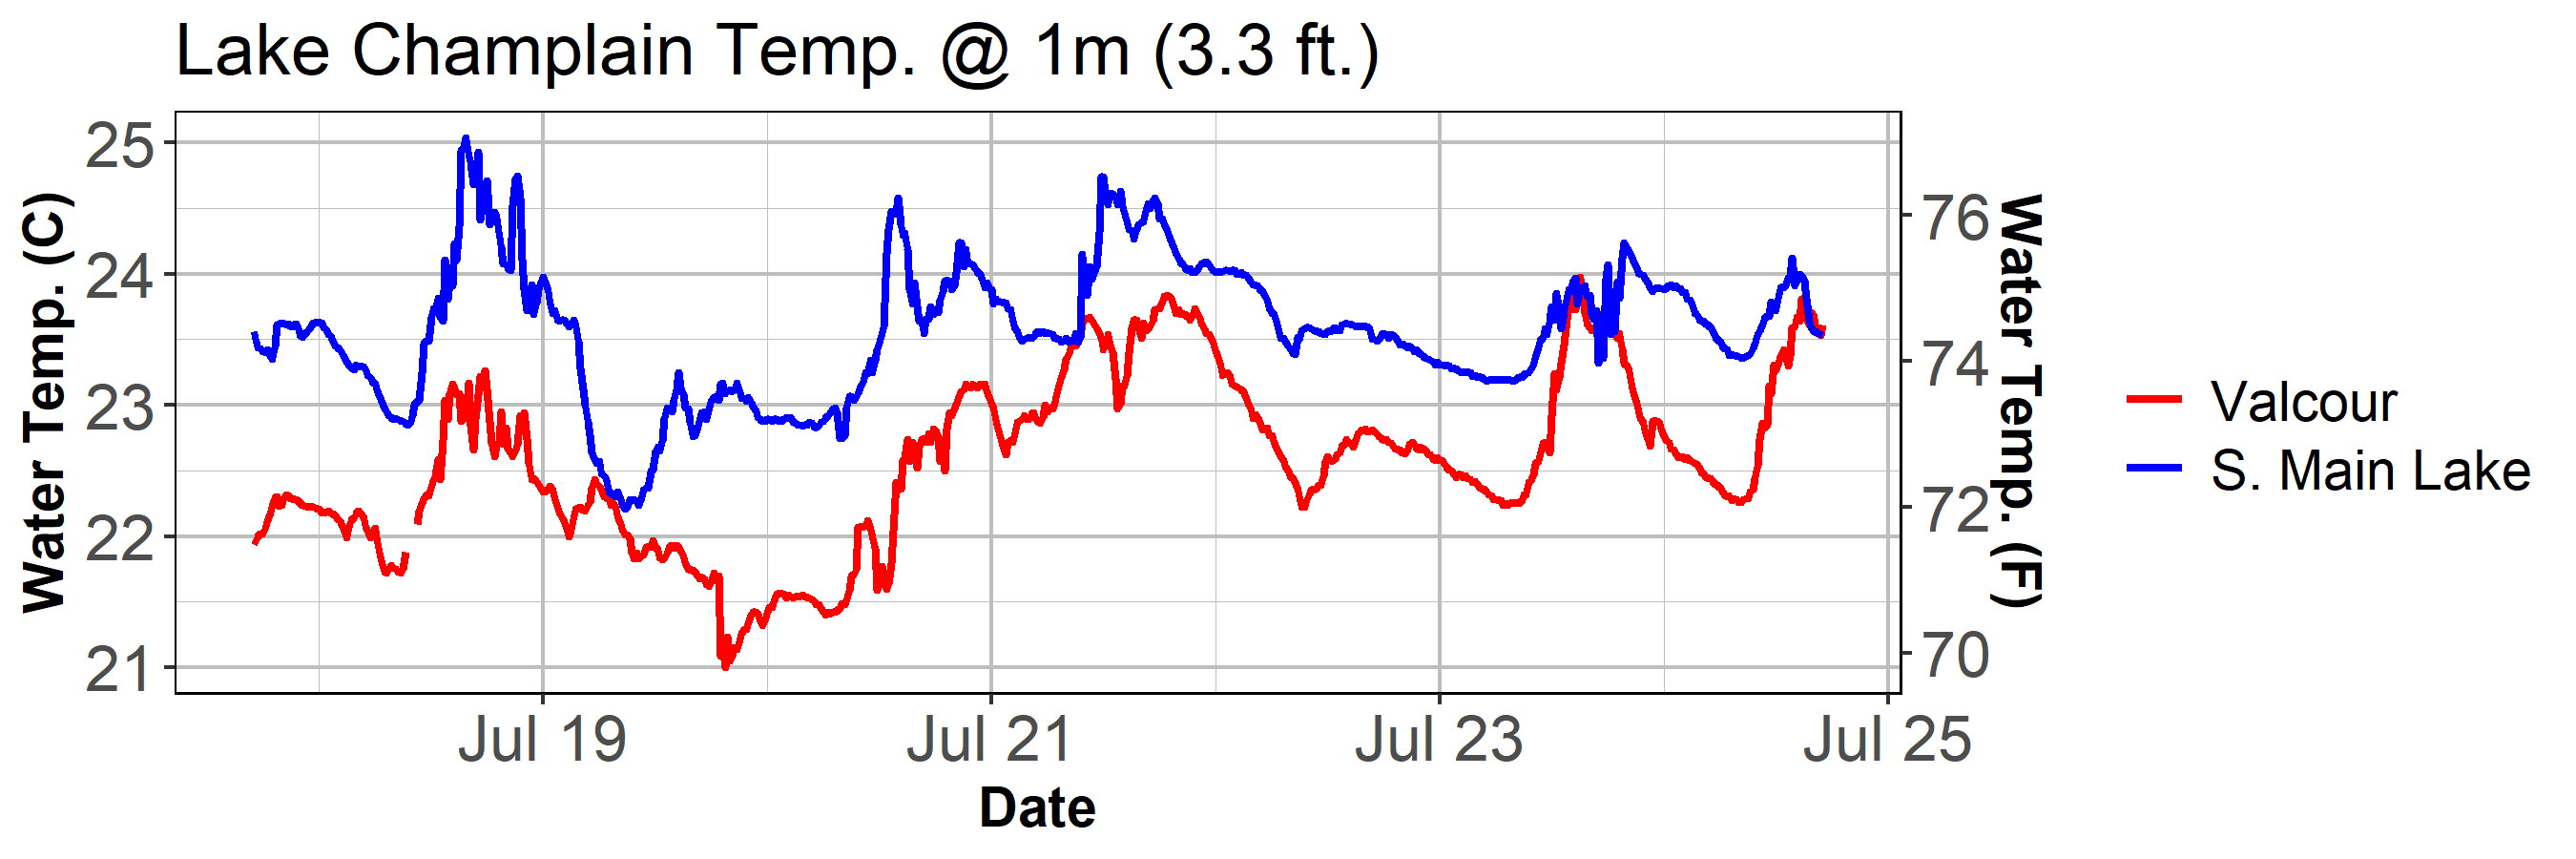 Lake Champlain Temp. @ 1m (3.3 ft.)
Water Temp. (C)
25
24
23
22
21
76
74
72
70
Water Temp. (F)
Jul 19
Jul 21
Jul 23
Jul 25
Date
Valcour
S. Main Lake